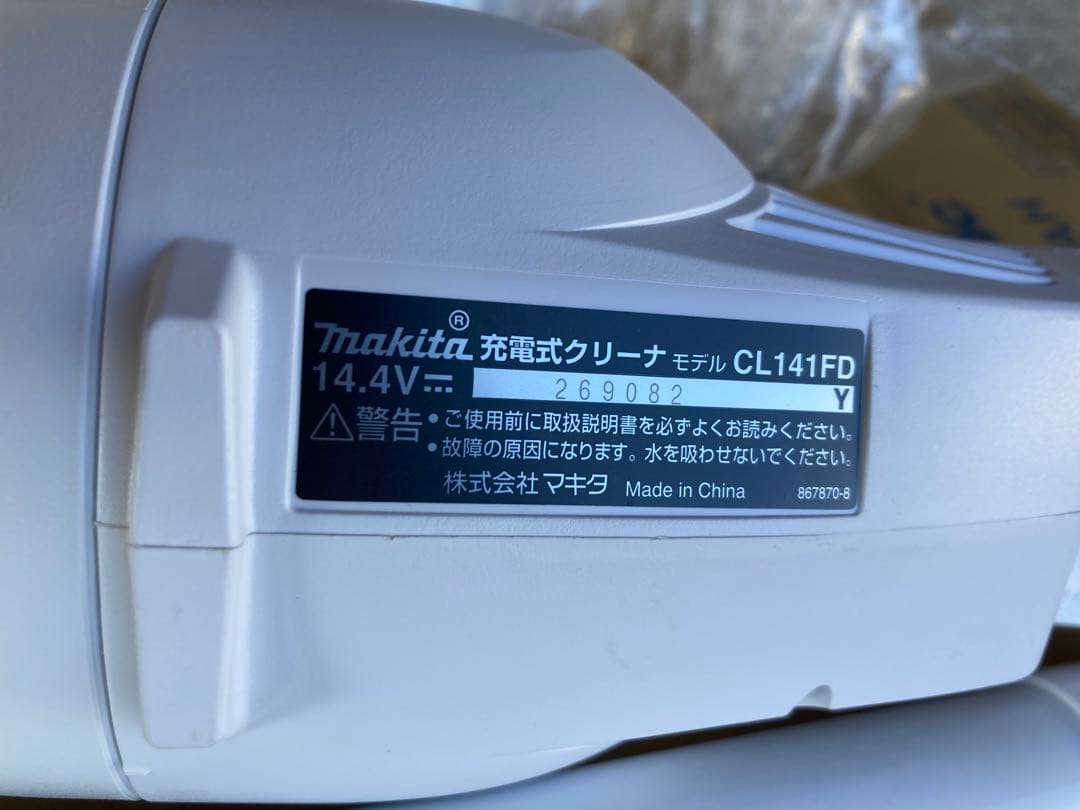 makita® 充電式クリーナ モデル CL141FD
14.4V⎓ 269082 Y
⚠警告 •ご使用前に取扱説明書を必ずよくお読みください。
•故障の原因になります。水を吸わせないでください。
株式会社 マキタ Made in China 867870-8